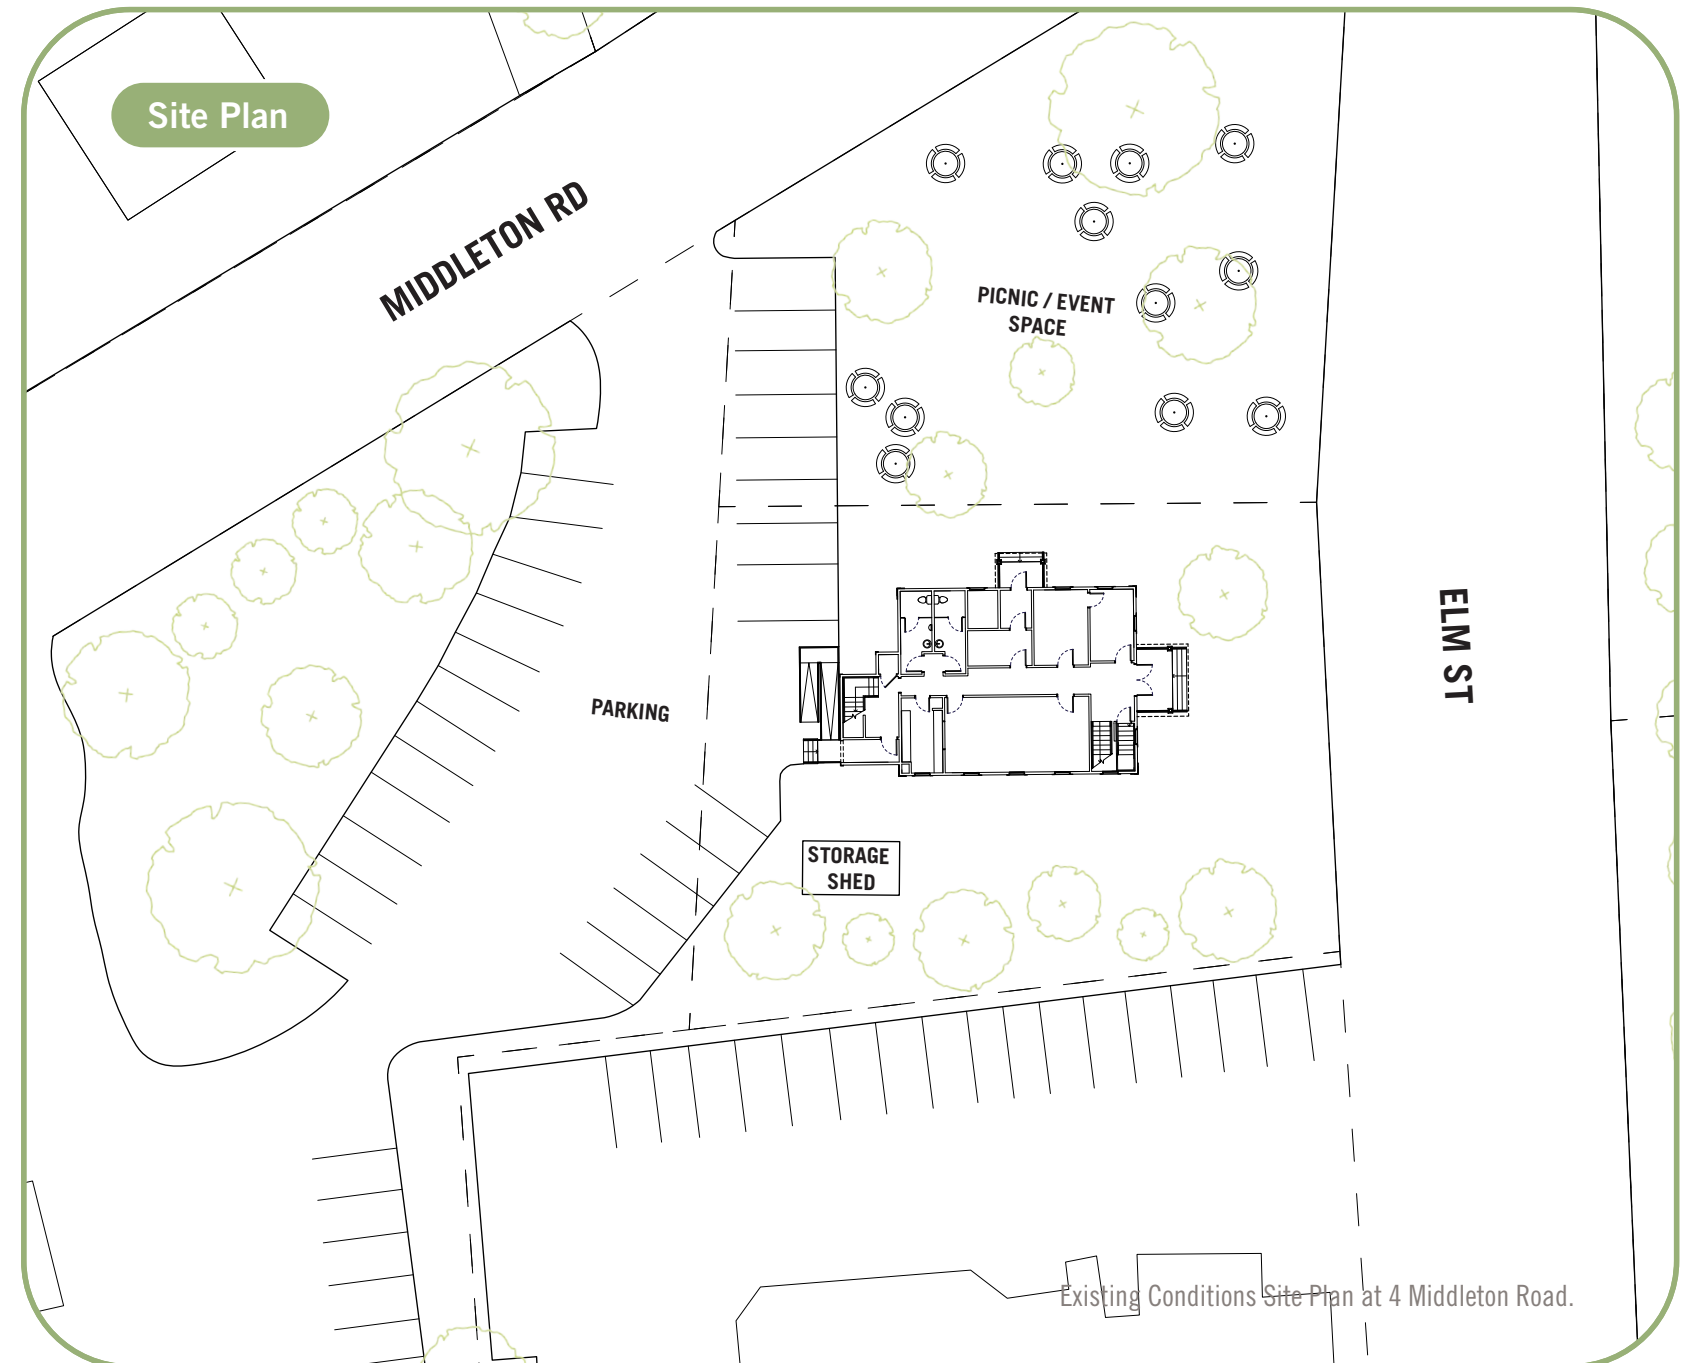 Site Plan
MIDDLETON RD
PICNIC / EVENT
SPACE
ELM ST
PARKING
STORAGE
SHED
Existing Conditions Site Plan at 4 Middleton Road.